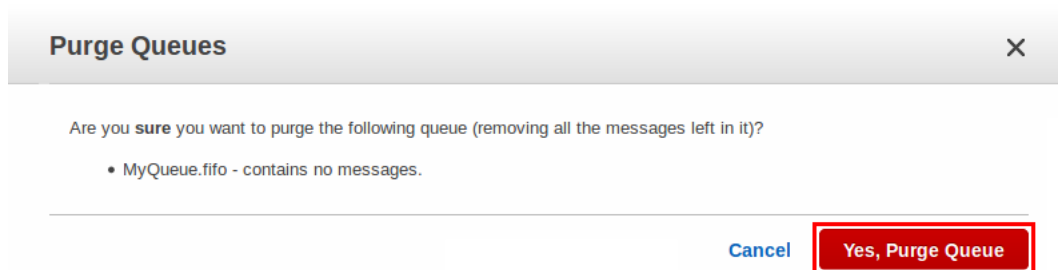 Purge Queues
Are you sure you want to purge the following queue (removing all the messages left in it)?
• MyQueue.fifo - contains no messages.
Cancel Yes, Purge Queue